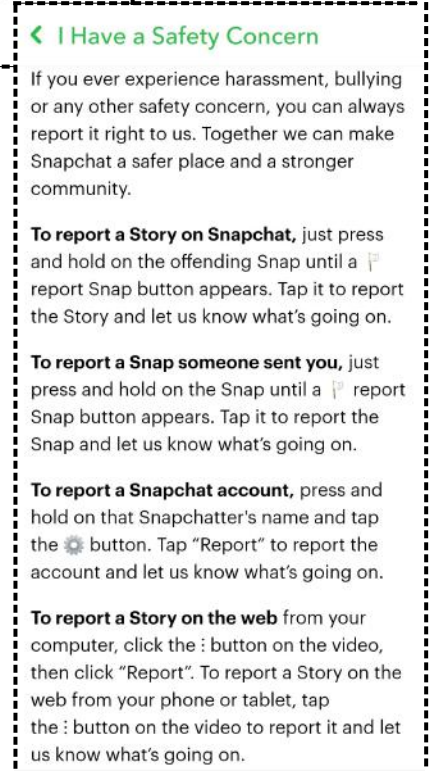 I Have a Safety Concern
If you ever experience harassment, bullying
or any other safety concern, you can always
report it right to us. Together we can make
Snapchat a safer place and a stronger
community.
To report a Story on Snapchat, just press
and hold on the offending Snap until a
report Snap button appears. Tap it to report
the Story and let us know what's going on.
To report a Snap someone sent you, just
press and hold on the Snap until a report
Snap button appears. Tap it to report the
Snap and let us know what's going on.
To report a Snapchat account, press and
hold on that Snapchatter's name and tap
the button. Tap “Report” to report the
account and let us know what's going on.
To report a Story on the web from your
computer, click the ⋮ button on the video,
then click “Report”. To report a Story on the
web from your phone or tablet, tap
the ⋮ button on the video to report it and let
us know what's going on.